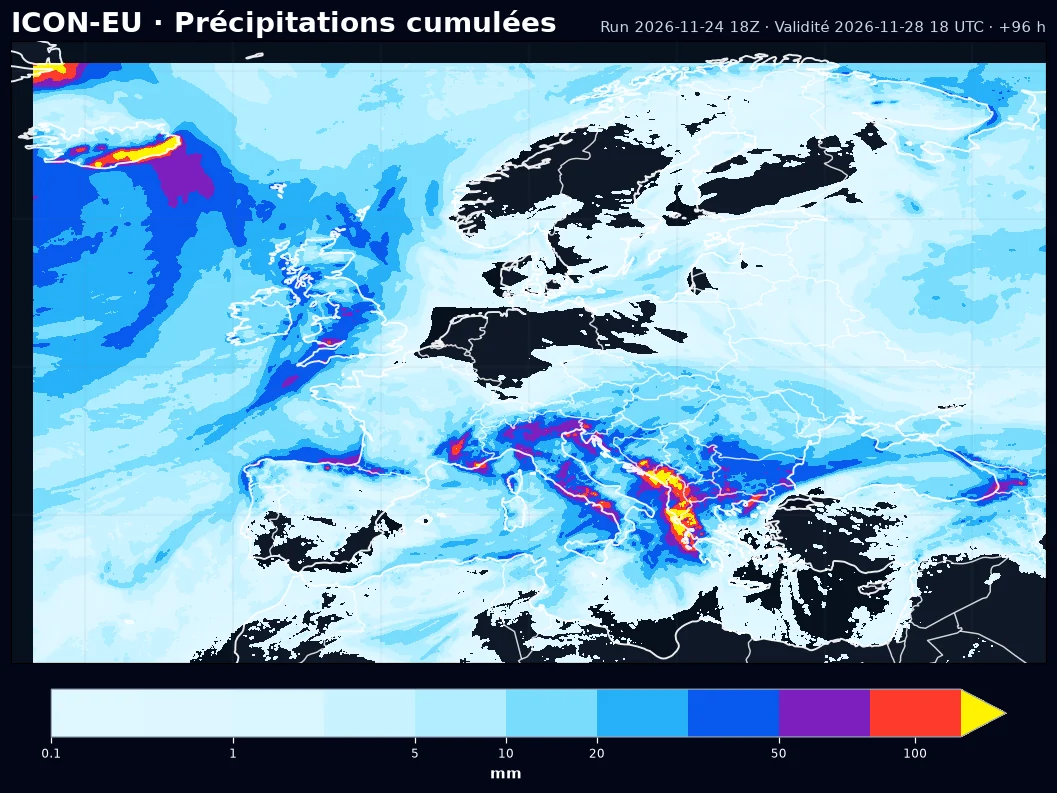 ICON-EU · Précipitations cumulées
Run 2026-11-24 18Z · Validité 2026-11-28 18 UTC · +96 h
0.1 1 5 10 20 50 100
mm